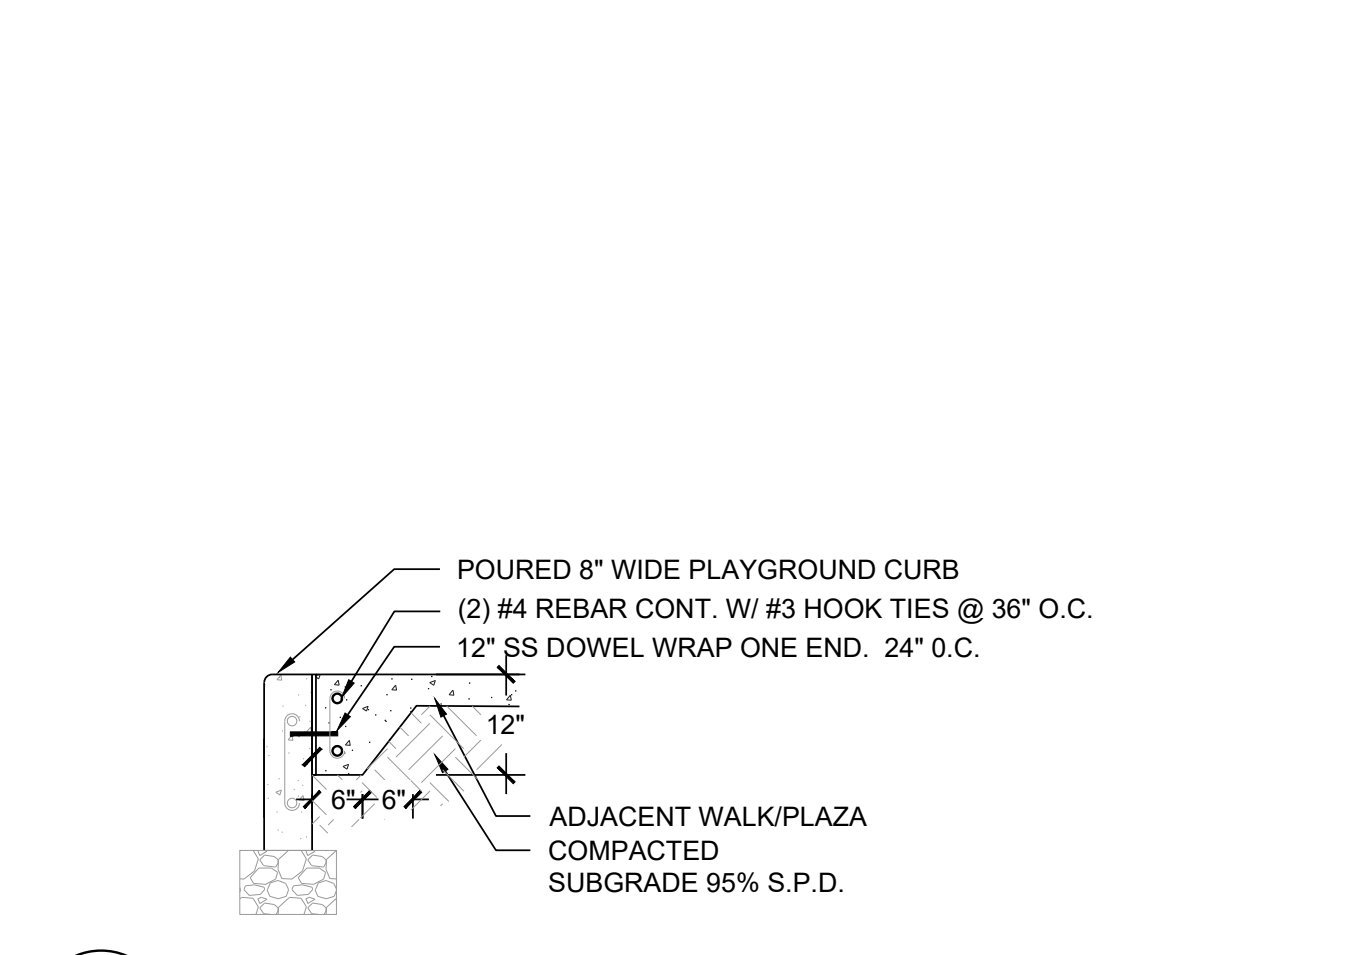 POURED 8" WIDE PLAYGROUND CURB
(2) #4 REBAR CONT. W/ #3 HOOK TIES @ 36" O.C.
12" SS DOWEL WRAP ONE END.  24" 0.C.
12"
6" 6"
ADJACENT WALK/PLAZA
COMPACTED
SUBGRADE 95% S.P.D.